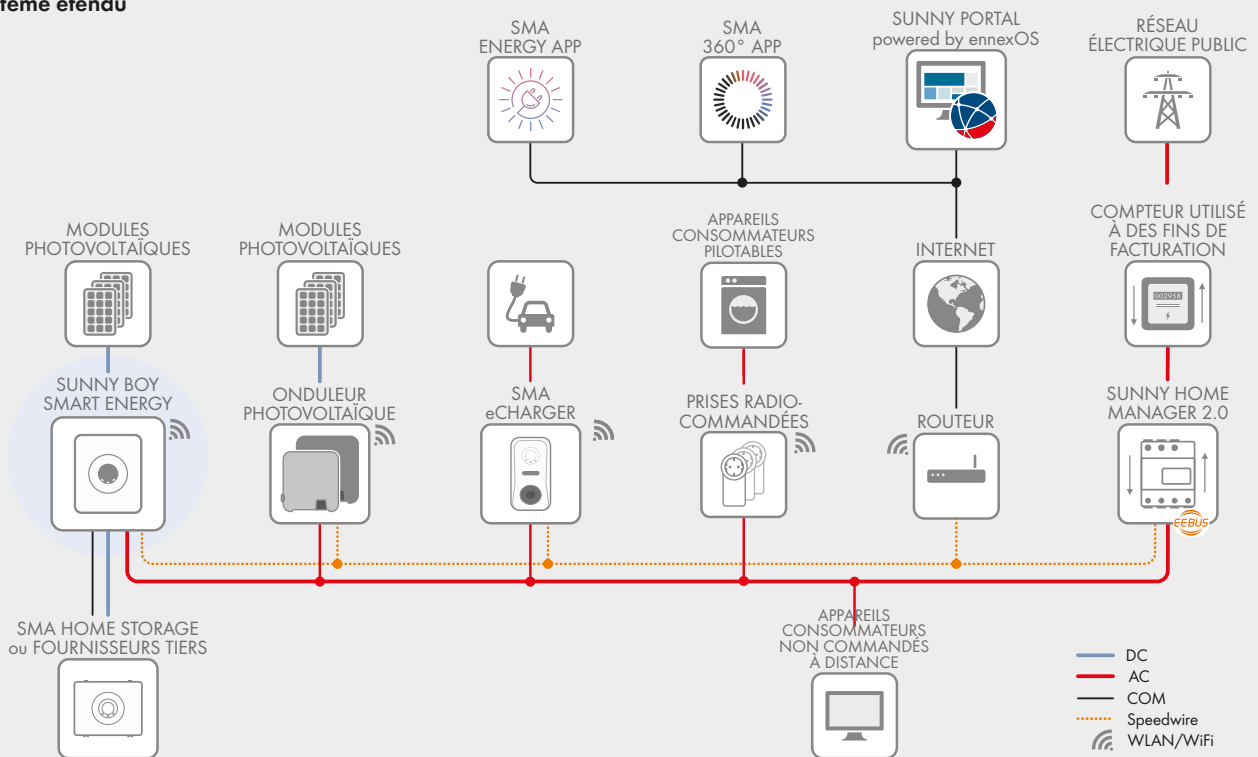 SMA
ENERGY APP
SMA
360° APP
SUNNY PORTAL
powered by ennexOS
RÉSEAU
ÉLECTRIQUE PUBLIC
MODULES
PHOTOVOLTAÏQUES
MODULES
PHOTOVOLTAÏQUES
APPAREILS
CONSOMMATEURS
PILOTABLES
INTERNET
COMPTEUR UTILISÉ
À DES FINS DE
FACTURATION
002958
SUNNY BOY
SMART ENERGY
ONDULEUR
PHOTOVOLTAÏQUE
SMA
eCHARGER
PRISES RADIO-
COMMANDÉES
ROUTEUR
SUNNY HOME
MANAGER 2.0
EEBUS
SMA HOME STORAGE
ou FOURNISSEURS TIERS
APPAREILS
CONSOMMATEURS
NON COMMANDÉS
À DISTANCE
DC
AC
COM
Speedwire
WLAN/WiFi